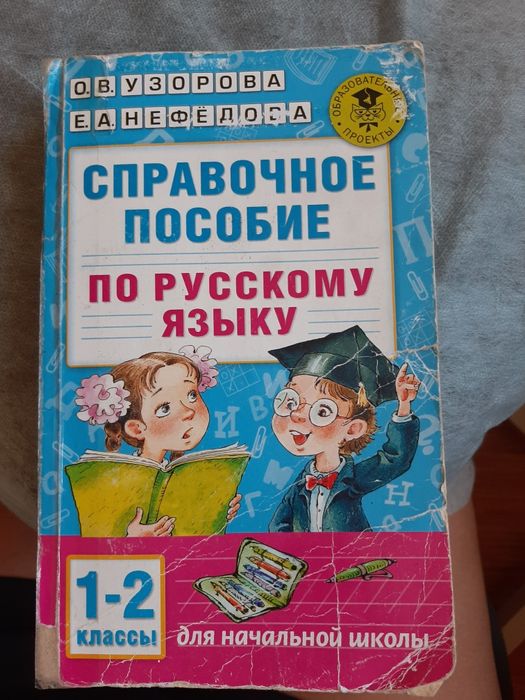 О.В.УЗОРОВА
Е.А.НЕФЁДОВА
ОБРАЗОВАТЕЛЬНЫЕ
ПРОЕКТЫ
СПРАВОЧНОЕ
ПОСОБИЕ
ПО РУССКОМУ
ЯЗЫКУ
1-2
классы
для начальной школы